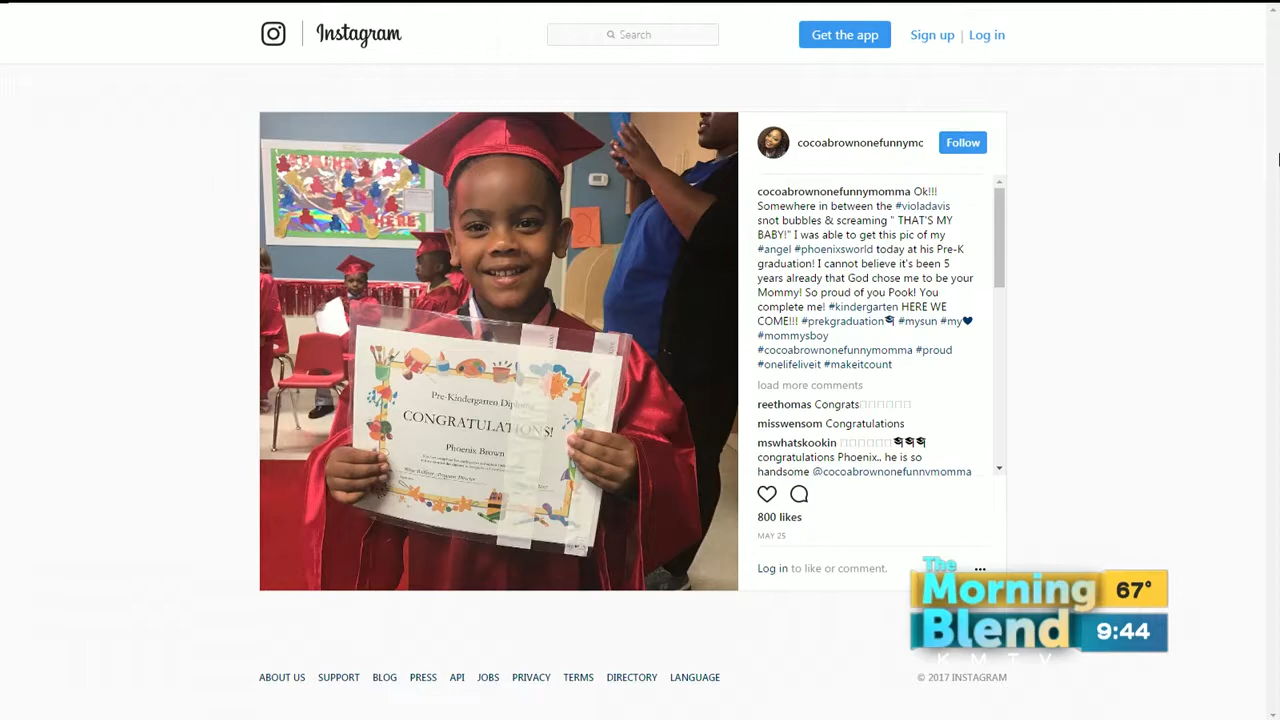 Instagram
Search
Get the app
Sign up | Log in
cocoabrownonefunnymc
Follow
HERE
2
Pre-Kindergarten Diploma
CONGRATULATIONS!
Phoenix Brown
cocoabrownonefunnymomma Ok!!!
Somewhere in between the #violadavis
snot bubbles & screaming " THAT'S MY
BABY!" I was able to get this pic of my
#angel #phoenixsworld today at his Pre-K
graduation! I cannot believe it's been 5
years already that God chose me to be your
Mommy! So proud of you Pook! You
complete me! #kindergarten HERE WE
COME!!! #prekgraduation🎓 #mysun #my🖤
#mommysboy
#cocoabrownonefunnymomma #proud
#onelifeliveit #makeitcount
load more comments
reethomas Congrats
misswensom Congratulations
mswhatskookin 🎓🎓🎓
congratulations Phoenix.. he is so
handsome @cocoabrownonefunnymomma
800 likes
MAY 25
Log in to like or comment.
The
Morning
Blend
67°
9:44
KMTV
ABOUT US SUPPORT BLOG PRESS API JOBS PRIVACY TERMS DIRECTORY LANGUAGE
© 2017 INSTAGRAM